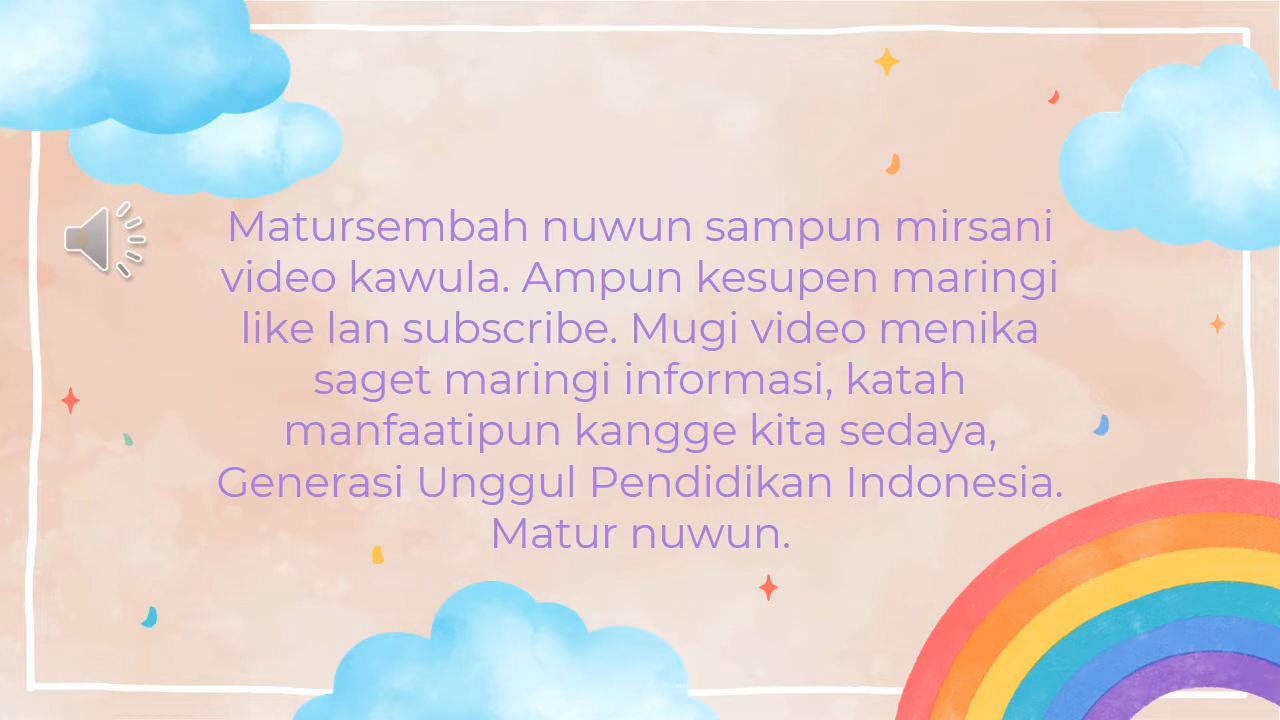 Matursembah nuwun sampun mirsani
video kawula. Ampun kesupen maringi
like lan subscribe. Mugi video menika
saget maringi informasi, katah
manfaatipun kangge kita sedaya,
Generasi Unggul Pendidikan Indonesia.
Matur nuwun.